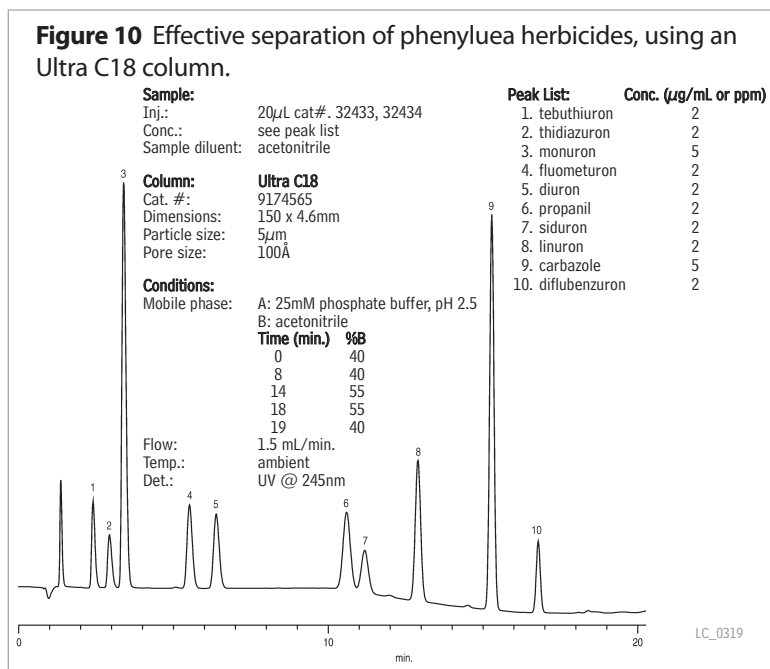 Figure 10 Effective separation of phenyluea herbicides, using an
Ultra C18 column.
Sample:
Inj.: 20µL cat#. 32433, 32434
Conc.: see peak list
Sample diluent: acetonitrile
Column: Ultra C18
Cat. #: 9174565
Dimensions: 150 x 4.6mm
Particle size: 5µm
Pore size: 100Å
Conditions:
Mobile phase: A: 25mM phosphate buffer, pH 2.5
B: acetonitrile
Time (min.) %B
0 40
8 40
14 55
18 55
19 40
Flow: 1.5 mL/min.
Temp.: ambient
Det.: UV @ 245nm
Peak List: Conc. (µg/mL or ppm)
1. tebuthiuron 2
2. thidiazuron 2
3. monuron 5
4. fluometuron 2
5. diuron 2
6. propanil 2
7. siduron 2
8. linuron 2
9. carbazole 5
10. diflubenzuron 2
1
2
3
4
5
6
7
8
9
10
0 10 20
min.
LC_0319